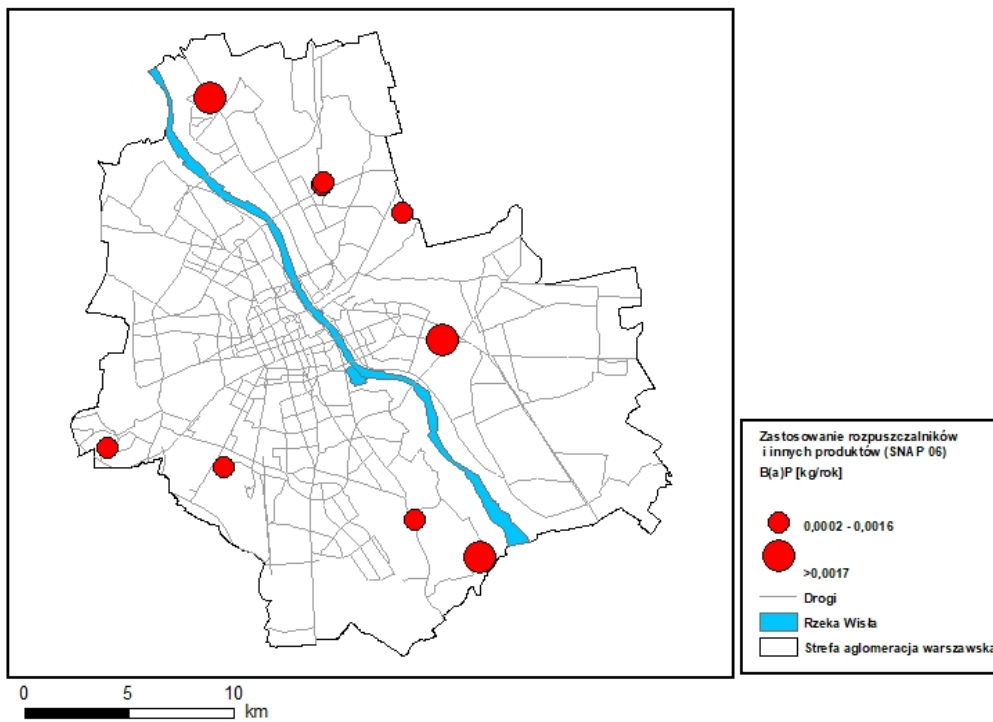 Zastosowanie rozpuszczalników
i innych produktów (SNAP 06)
B(a)P [kg/rok]
0,0002 - 0,0016
>0,0017
Drogi
Rzeka Wisła
Strefa aglomeracja warszawska
0 5 10
km